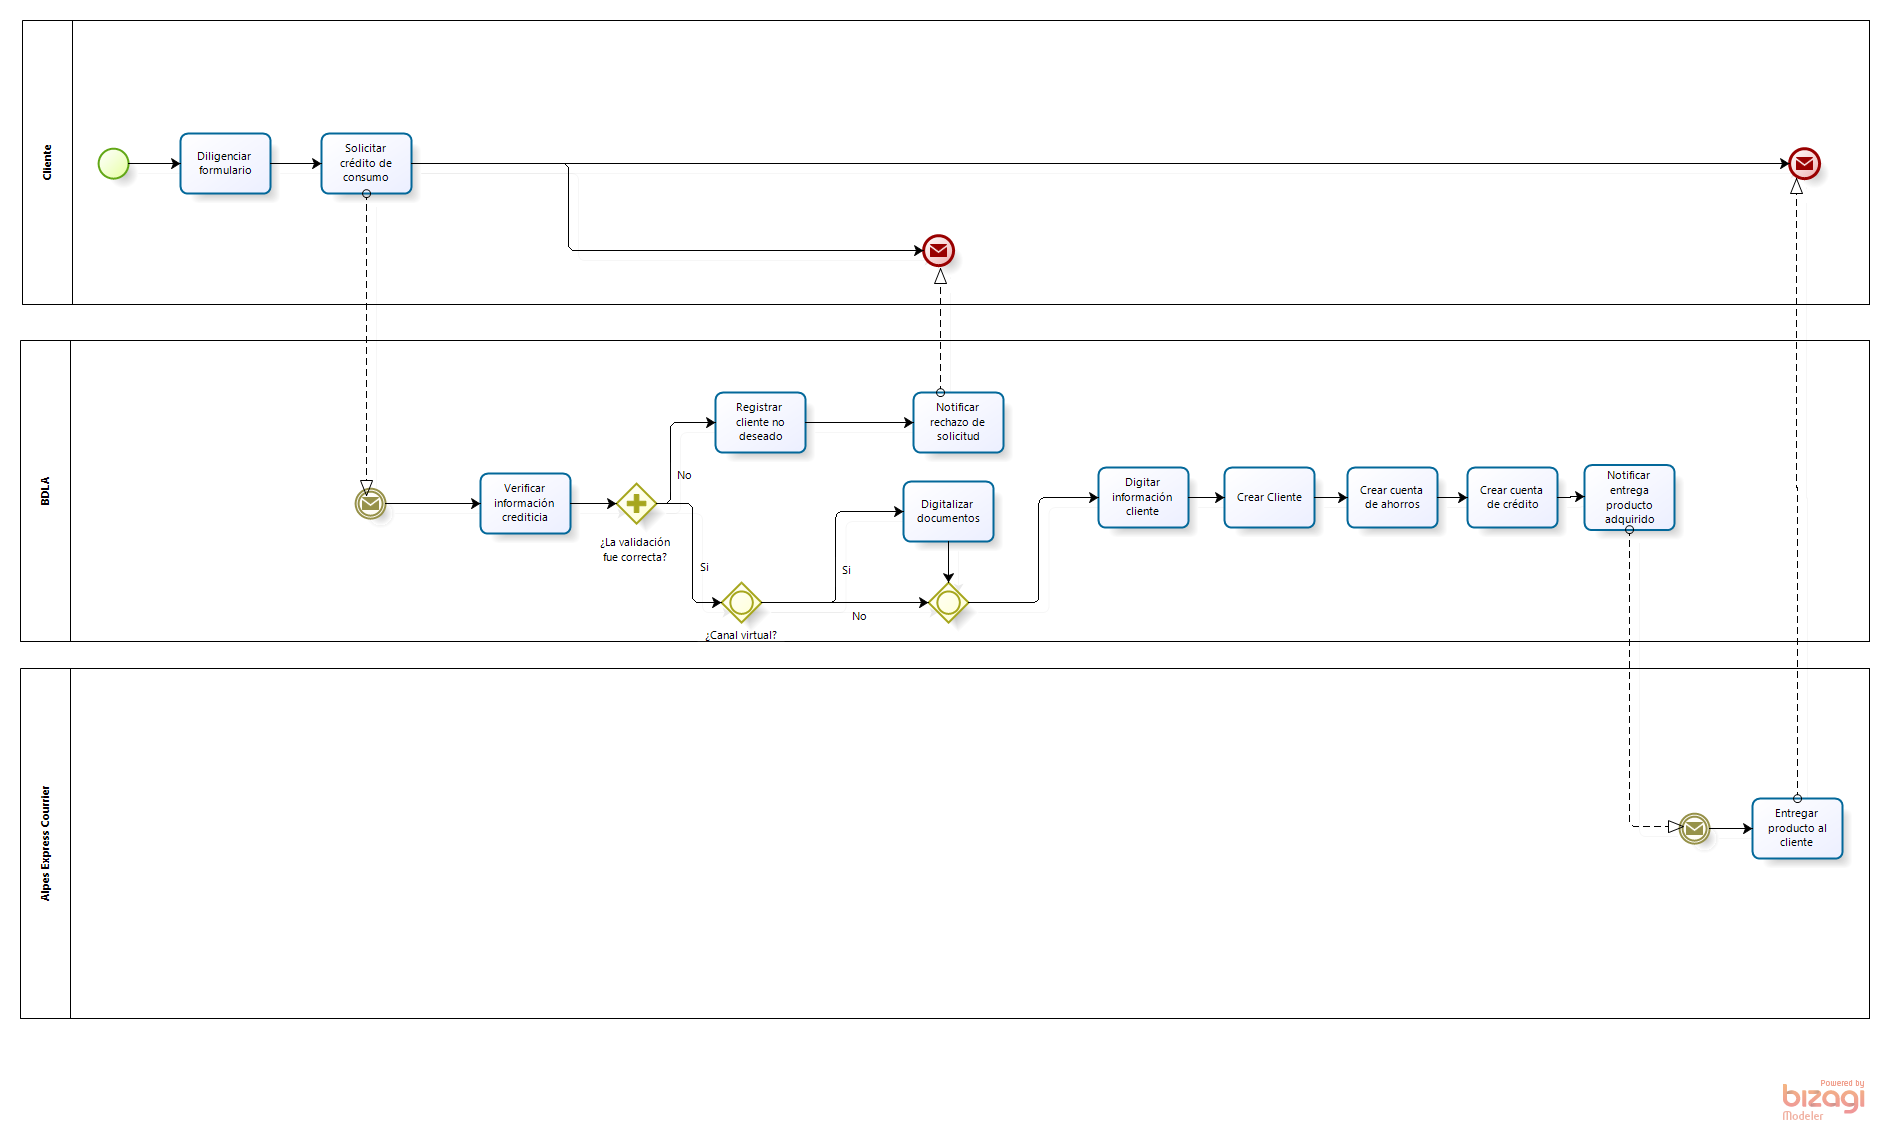 Cliente
Diligenciar
formulario
Solicitar
crédito de
consumo
BDLA
Verificar
información
crediticia
¿La validación
fue correcta?
No
Si
Registrar
cliente no
deseado
Notificar
rechazo de
solicitud
¿Canal virtual?
Si
No
Digitalizar
documentos
Digitar
información
cliente
Crear Cliente
Crear cuenta
de ahorros
Crear cuenta
de crédito
Notificar
entrega
producto
adquirido
Alpes Express Courrier
Entregar
producto al
cliente
Powered by
bizagi
Modeler